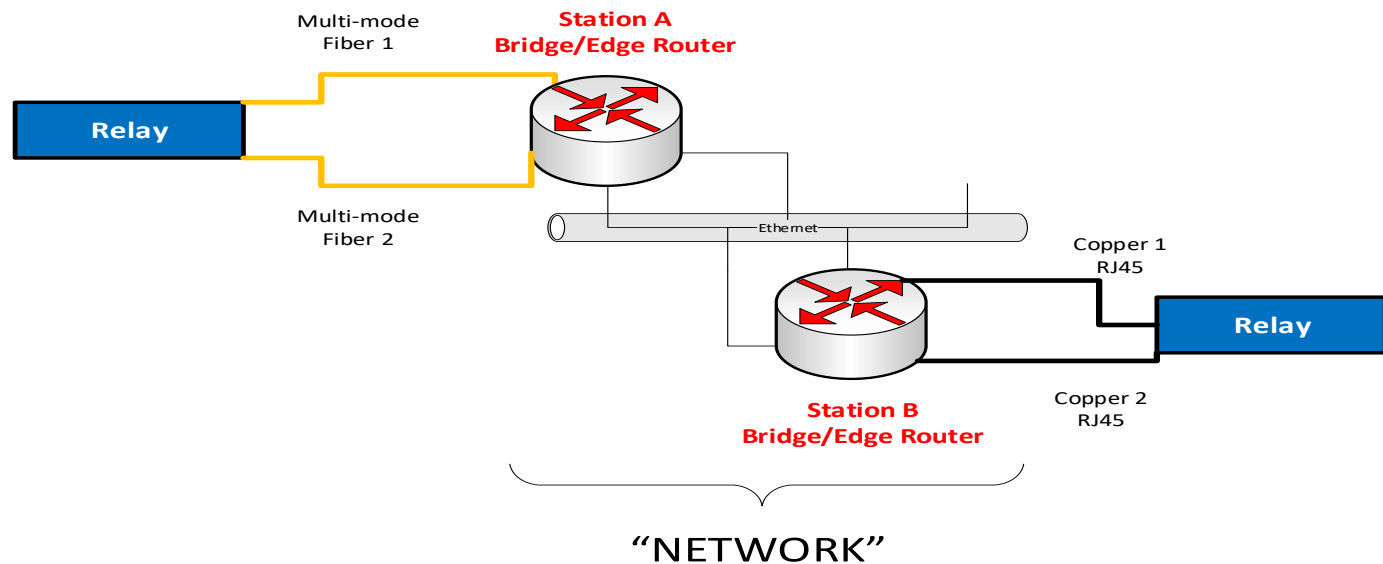 Multi-mode
Fiber 1
Station A
Bridge/Edge Router
Relay
Multi-mode
Fiber 2
Ethernet
Copper 1
RJ45
Relay
Copper 2
RJ45
Station B
Bridge/Edge Router
“NETWORK”